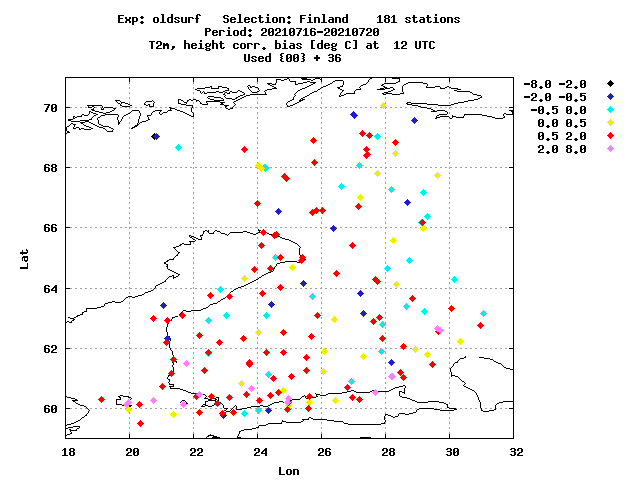 Exp: oldsurf   Selection: Finland    181 stations
Period: 20210716-20210720
T2m, height corr. bias [deg C] at  12 UTC
Used {00} + 36
-8.0 -2.0
-2.0 -0.5
-0.5 0.0
0.0 0.5
0.5 2.0
2.0 8.0
70
68
66
64
62
60
Lat
18 20 22 24 26 28 30 32
Lon